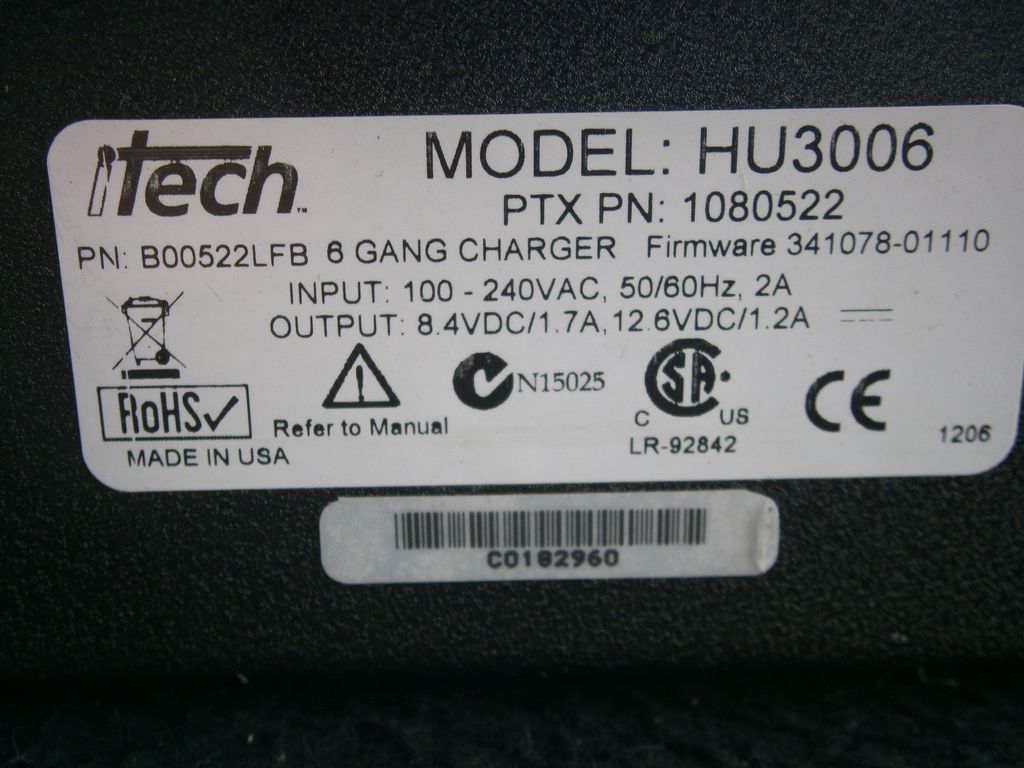 iTech™
MODEL: HU3006
PTX PN: 1080522
PN: B00522LFB 6 GANG CHARGER Firmware 341078-01110
INPUT: 100 - 240VAC, 50/60Hz, 2A
OUTPUT: 8.4VDC/1.7A, 12.6VDC/1.2A
RoHS✓
Refer to Manual
N15025
SA
C US
LR-92842
CE
MADE IN USA
1206
C0182960